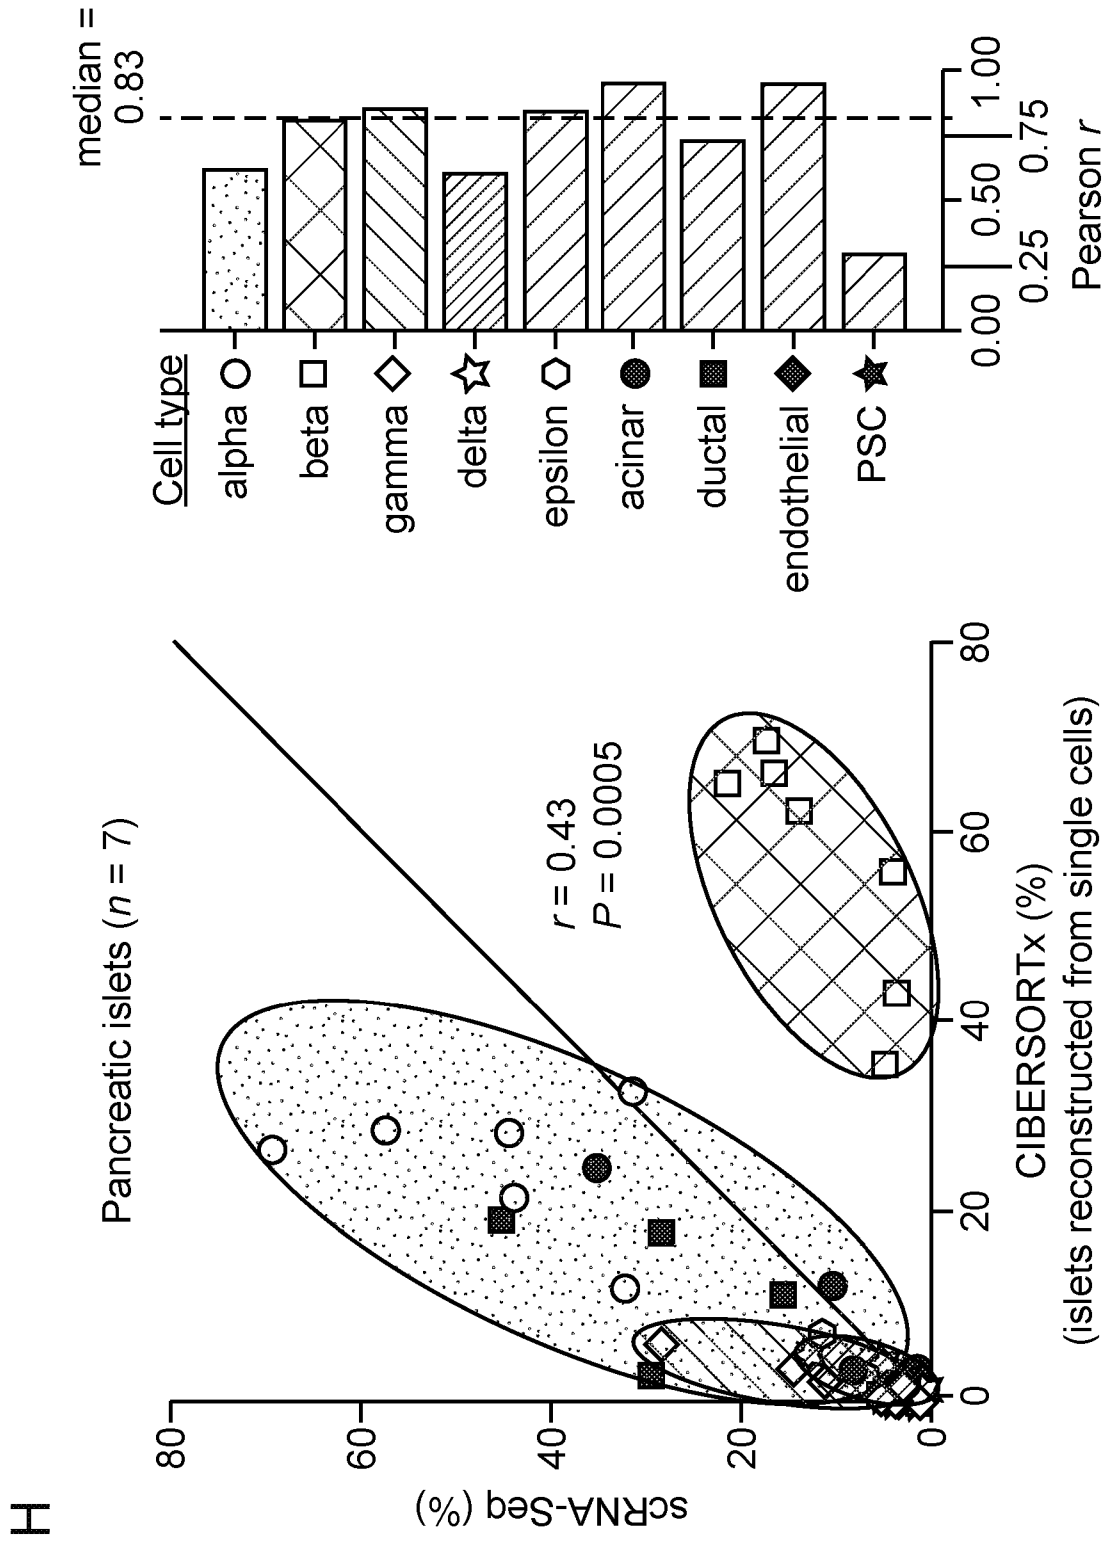 H
Pancreatic islets (n = 7)
scRNA-Seq (%)
80
60
40
20
0
r = 0.43
P = 0.0005
0
20
40
60
80
CIBERSORTx (%)
(islets reconstructed from single cells)
median =
0.83
Cell type
alpha
beta
gamma
delta
epsilon
acinar
ductal
endothelial
PSC
0.00
0.25
0.50
0.75
1.00
Pearson r